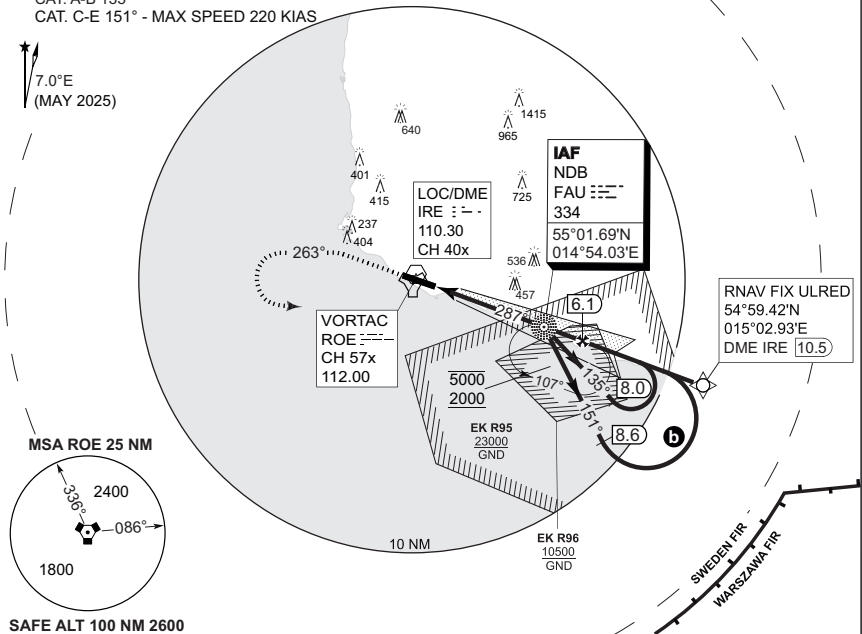 CAT. C-E 151° - MAX SPEED 220 KIAS
7.0°E
(MAY 2025)
1415
965
640
401
415
725
237
404
536
457
IAF
NDB
FAU
334
55°01.69'N
014°54.03'E
LOC/DME
IRE
110.30
CH 40x
263°
287°
6.1
RNAV FIX ULRED
54°59.42'N
015°02.93'E
DME IRE 10.5
VORTAC
ROE
CH 57x
112.00
5000
2000
107°
135°
151°
8.0
8.6
b
EK R95
23000
GND
EK R96
10500
GND
10 NM
MSA ROE 25 NM
336°
2400
086°
1800
SAFE ALT 100 NM 2600
SWEDEN FIR
WARSZAWA FIR